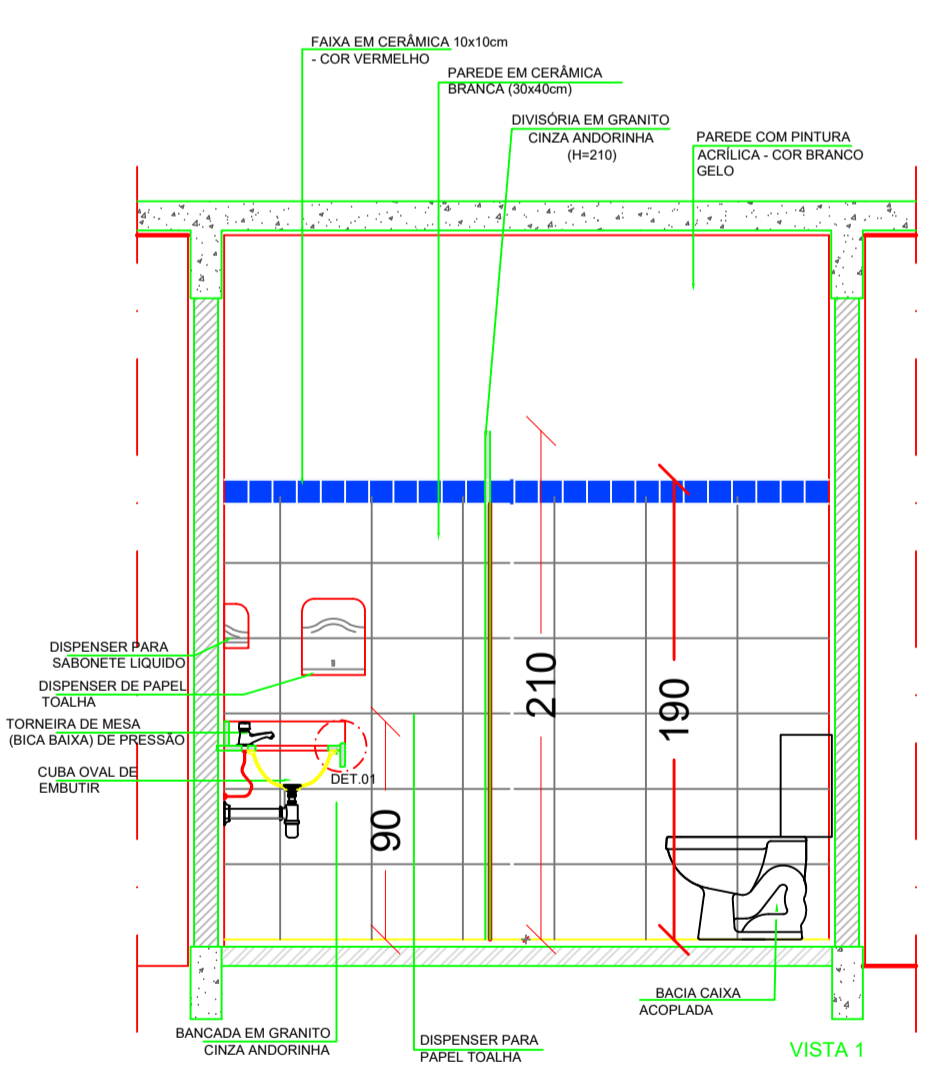 FAIXA EM CERÂMICA 10x10cm
- COR VERMELHO
PAREDE EM CERÂMICA
BRANCA (30x40cm)
DIVISÓRIA EM GRANITO
CINZA ANDORINHA
(H=210)
PAREDE COM PINTURA
ACRÍLICA - COR BRANCO
GELO
DISPENSER PARA
SABONETE LIQUIDO
DISPENSER DE PAPEL
TOALHA
TORNEIRA DE MESA
(BICA BAIXA) DE PRESSÃO
CUBA OVAL DE
EMBUTIR
DET.01
90
210
190
BACIA CAIXA
ACOPLADA
BANCADA EM GRANITO
CINZA ANDORINHA
DISPENSER PARA
PAPEL TOALHA
VISTA 1